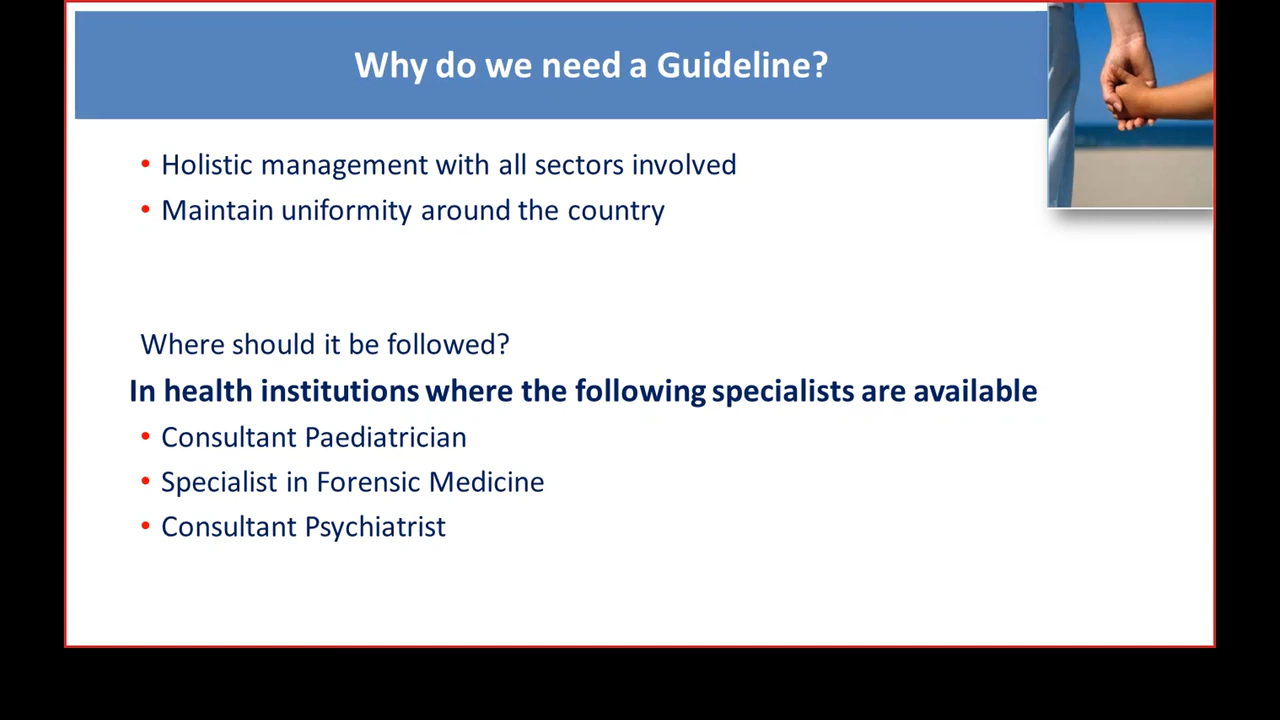 Why do we need a Guideline?
• Holistic management with all sectors involved
• Maintain uniformity around the country
Where should it be followed?
In health institutions where the following specialists are available
• Consultant Paediatrician
• Specialist in Forensic Medicine
• Consultant Psychiatrist